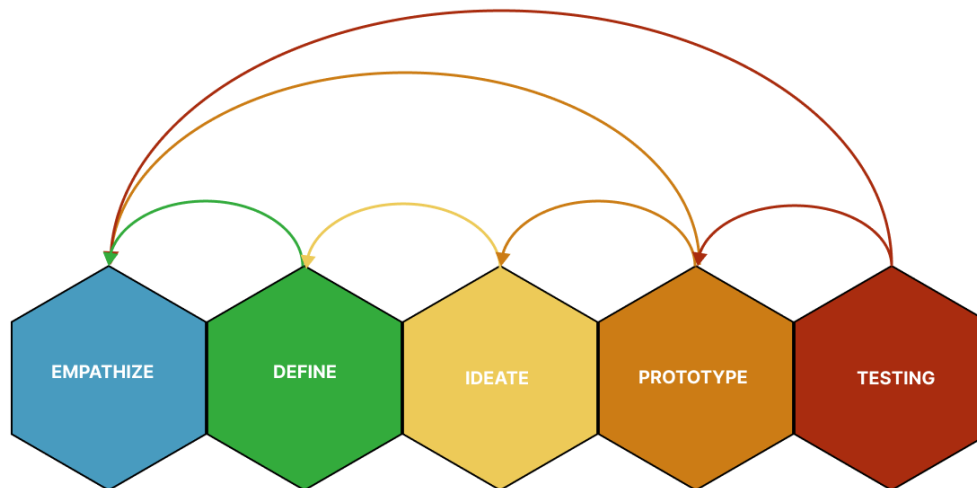 EMPATHIZE
DEFINE
IDEATE
PROTOTYPE
TESTING